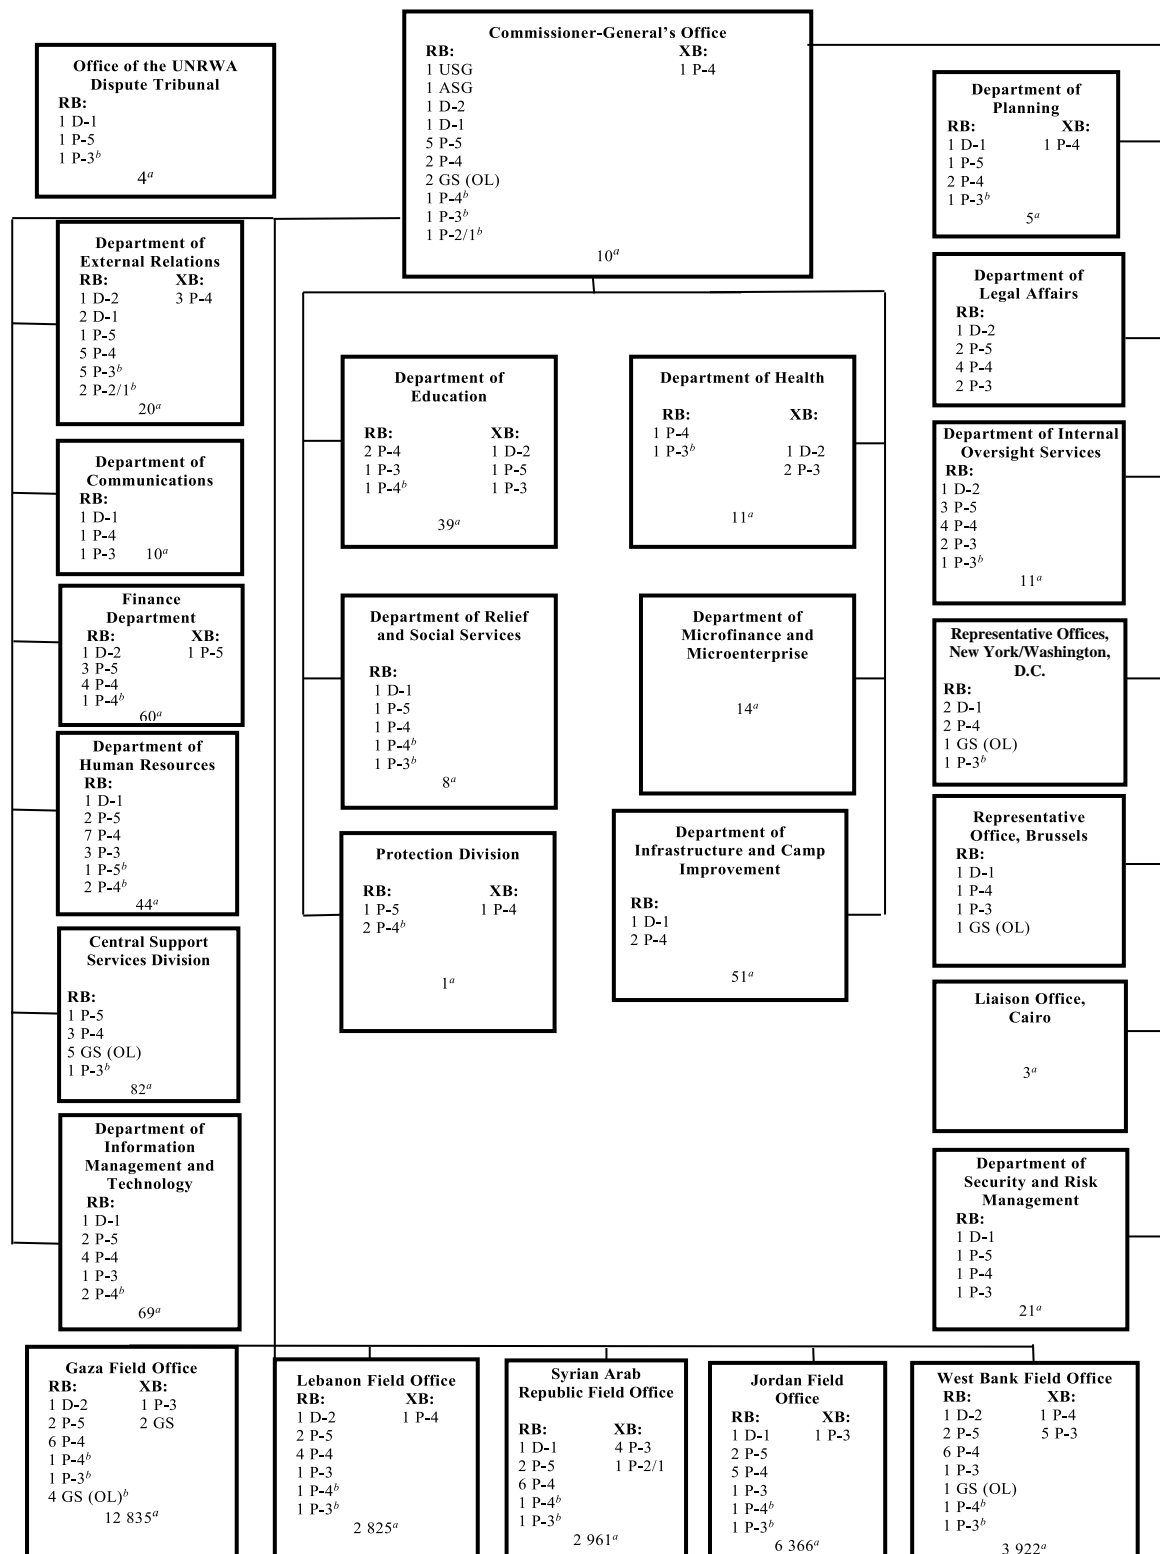 Commissioner-General's Office
RB: XB:
1 USG 1 P-4
1 ASG
1 D-2
1 D-1
5 P-5
2 P-4
2 GS (OL)
1 P-4ᵇ
1 P-3ᵇ
1 P-2/1ᵇ
10ᵃ
Office of the UNRWA
Dispute Tribunal
RB:
1 D-1
1 P-5
1 P-3ᵇ
4ᵃ
Department of
External Relations
RB: XB:
1 D-2 3 P-4
2 D-1
1 P-5
5 P-4
5 P-3ᵇ
2 P-2/1ᵇ
20ᵃ
Department of
Communications
RB:
1 D-1
1 P-4
1 P-3 10ᵃ
Finance
Department
RB: XB:
1 D-2 1 P-5
3 P-5
4 P-4
1 P-4ᵇ
60ᵃ
Department of
Human Resources
RB:
1 D-1
2 P-5
7 P-4
3 P-3
1 P-5ᵇ
2 P-4ᵇ
44ᵃ
Central Support
Services Division
RB:
1 P-5
3 P-4
5 GS (OL)
1 P-3ᵇ
82ᵃ
Department of
Information
Management and
Technology
RB:
1 D-1
2 P-5
4 P-4
1 P-3
2 P-4ᵇ
69ᵃ
Department of
Education
RB: XB:
2 P-4 1 D-2
1 P-3 1 P-5
1 P-4ᵇ 1 P-3
39ᵃ
Department of Health
RB: XB:
1 P-4
1 P-3ᵇ 1 D-2
2 P-3
11ᵃ
Department of Relief
and Social Services
RB:
1 D-1
1 P-5
1 P-4
1 P-4ᵇ
1 P-3ᵇ
8ᵃ
Department of
Microfinance and
Microenterprise
14ᵃ
Protection Division
RB: XB:
1 P-5 1 P-4
2 P-4ᵇ
1ᵃ
Department of
Infrastructure and Camp
Improvement
RB:
1 D-1
2 P-4
51ᵃ
Department of
Planning
RB: XB:
1 D-1 1 P-4
1 P-5
2 P-4
1 P-3ᵇ
5ᵃ
Department of
Legal Affairs
RB:
1 D-2
2 P-5
4 P-4
2 P-3
Department of Internal
Oversight Services
RB:
1 D-2
3 P-5
4 P-4
2 P-3
1 P-3ᵇ
11ᵃ
Representative Offices,
New York/Washington,
D.C.
RB:
2 D-1
2 P-4
1 GS (OL)
1 P-3ᵇ
Representative
Office, Brussels
RB:
1 D-1
1 P-4
1 P-3
1 GS (OL)
Liaison Office,
Cairo
3ᵃ
Department of
Security and Risk
Management
RB:
1 D-1
1 P-5
1 P-4
1 P-3
21ᵃ
Gaza Field Office
RB: XB:
1 D-2 1 P-3
2 P-5 2 GS
6 P-4
1 P-4ᵇ
1 P-3ᵇ
4 GS (OL)ᵇ
12 835ᵃ
Lebanon Field Office
RB: XB:
1 D-2 1 P-4
2 P-5
4 P-4
1 P-3
1 P-4ᵇ
1 P-3ᵇ
2 825ᵃ
Syrian Arab
Republic Field Office
RB: XB:
1 D-1 4 P-3
2 P-5 1 P-2/1
6 P-4
1 P-4ᵇ
1 P-3ᵇ
2 961ᵃ
Jordan Field
Office
RB: XB:
1 D-1 1 P-3
2 P-5
5 P-4
1 P-3
1 P-4ᵇ
1 P-3ᵇ
6 366ᵃ
West Bank Field Office
RB: XB:
1 D-2 1 P-4
2 P-5 5 P-3
6 P-4
1 P-3
1 GS (OL)
1 P-4ᵇ
1 P-3ᵇ
3 922ᵃ